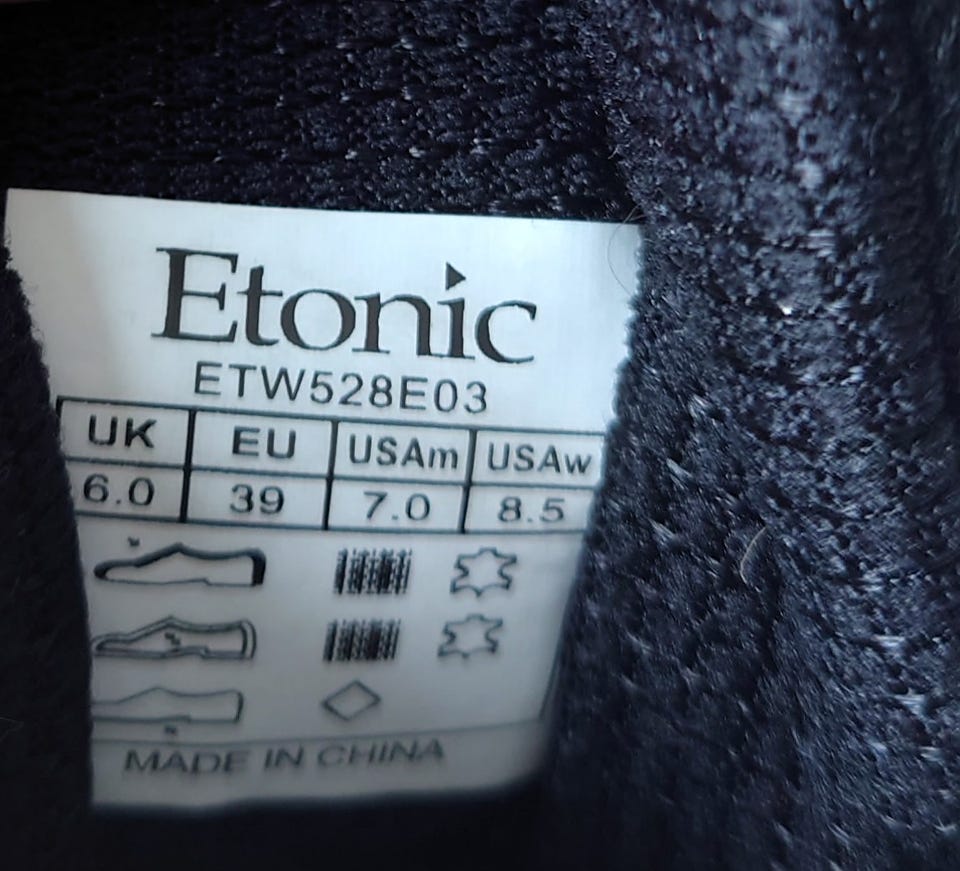 Etonic
ETW528E03
UK EU USAm USAw
6.0 39 7.0 8.5
MADE IN CHINA